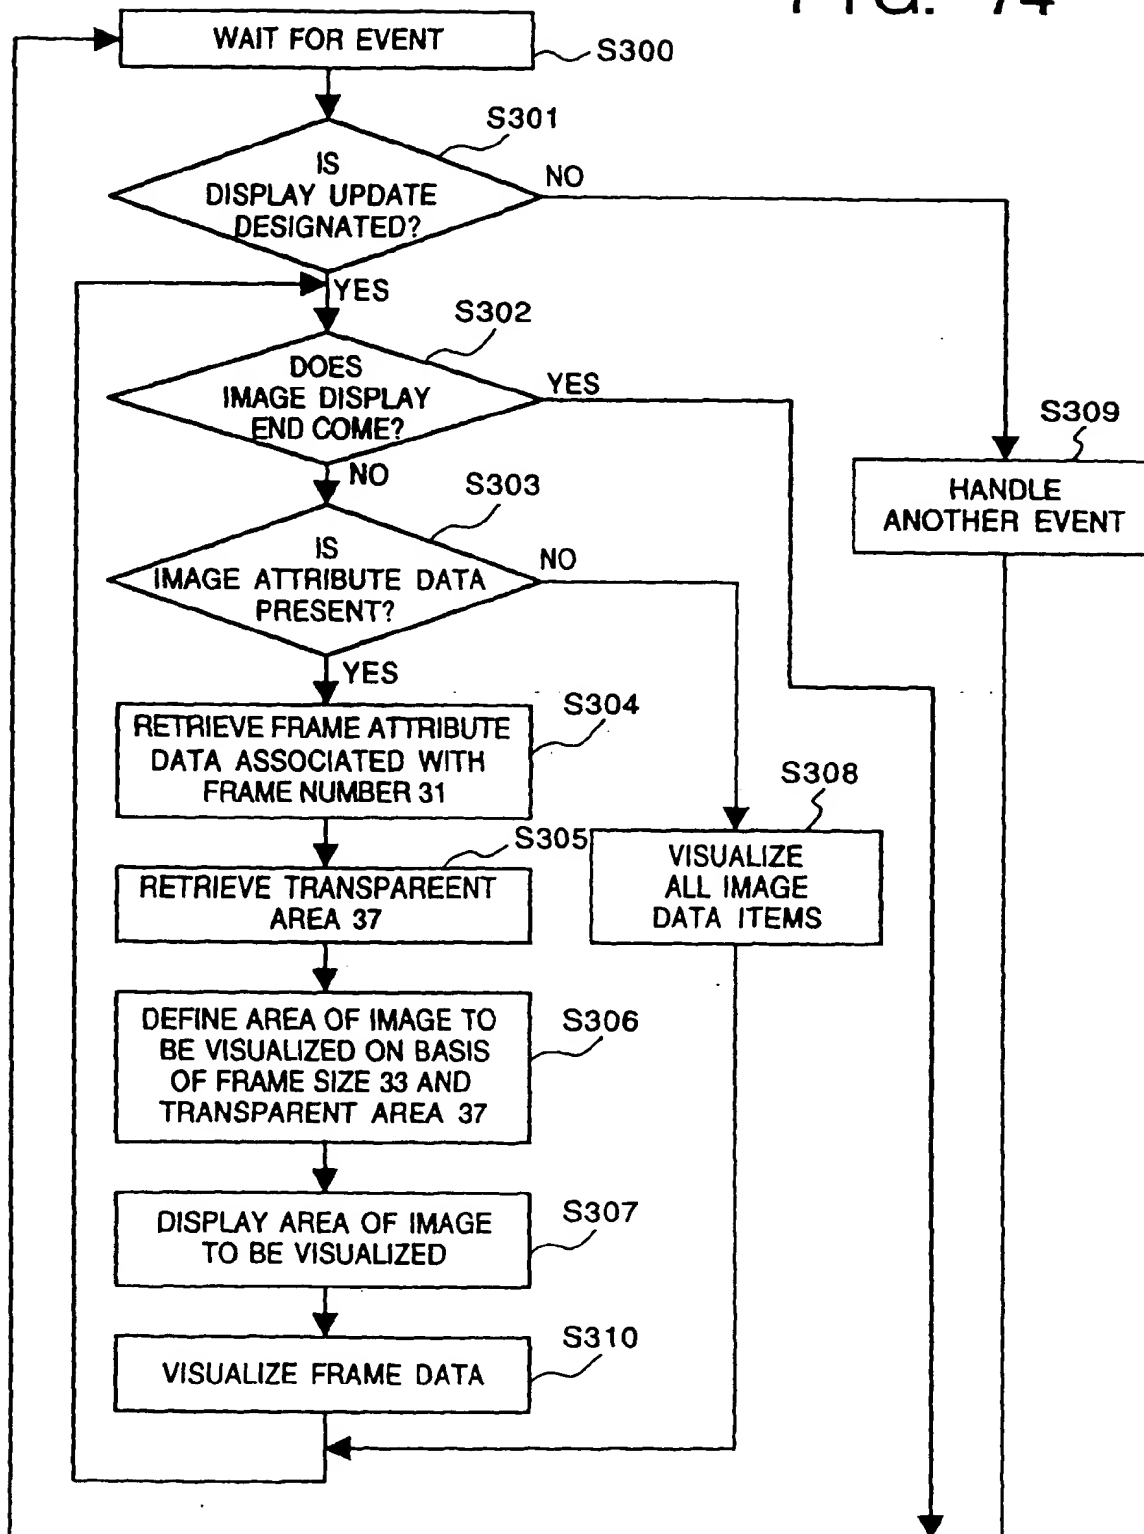 FIG. 74
WAIT FOR EVENT
S300
S301
IS
DISPLAY UPDATE
DESIGNATED?
NO
YES
S302
DOES
IMAGE DISPLAY
END COME?
YES
NO
S309
HANDLE
ANOTHER EVENT
S303
IS
IMAGE ATTRIBUTE DATA
PRESENT?
NO
YES
S304
RETRIEVE FRAME ATTRIBUTE
DATA ASSOCIATED WITH
FRAME NUMBER 31
S308
VISUALIZE
ALL IMAGE
DATA ITEMS
S305
RETRIEVE TRANSPAREENT
AREA 37
S306
DEFINE AREA OF IMAGE TO
BE VISUALIZED ON BASIS
OF FRAME SIZE 33 AND
TRANSPARENT AREA 37
S307
DISPLAY AREA OF IMAGE
TO BE VISUALIZED
S310
VISUALIZE FRAME DATA